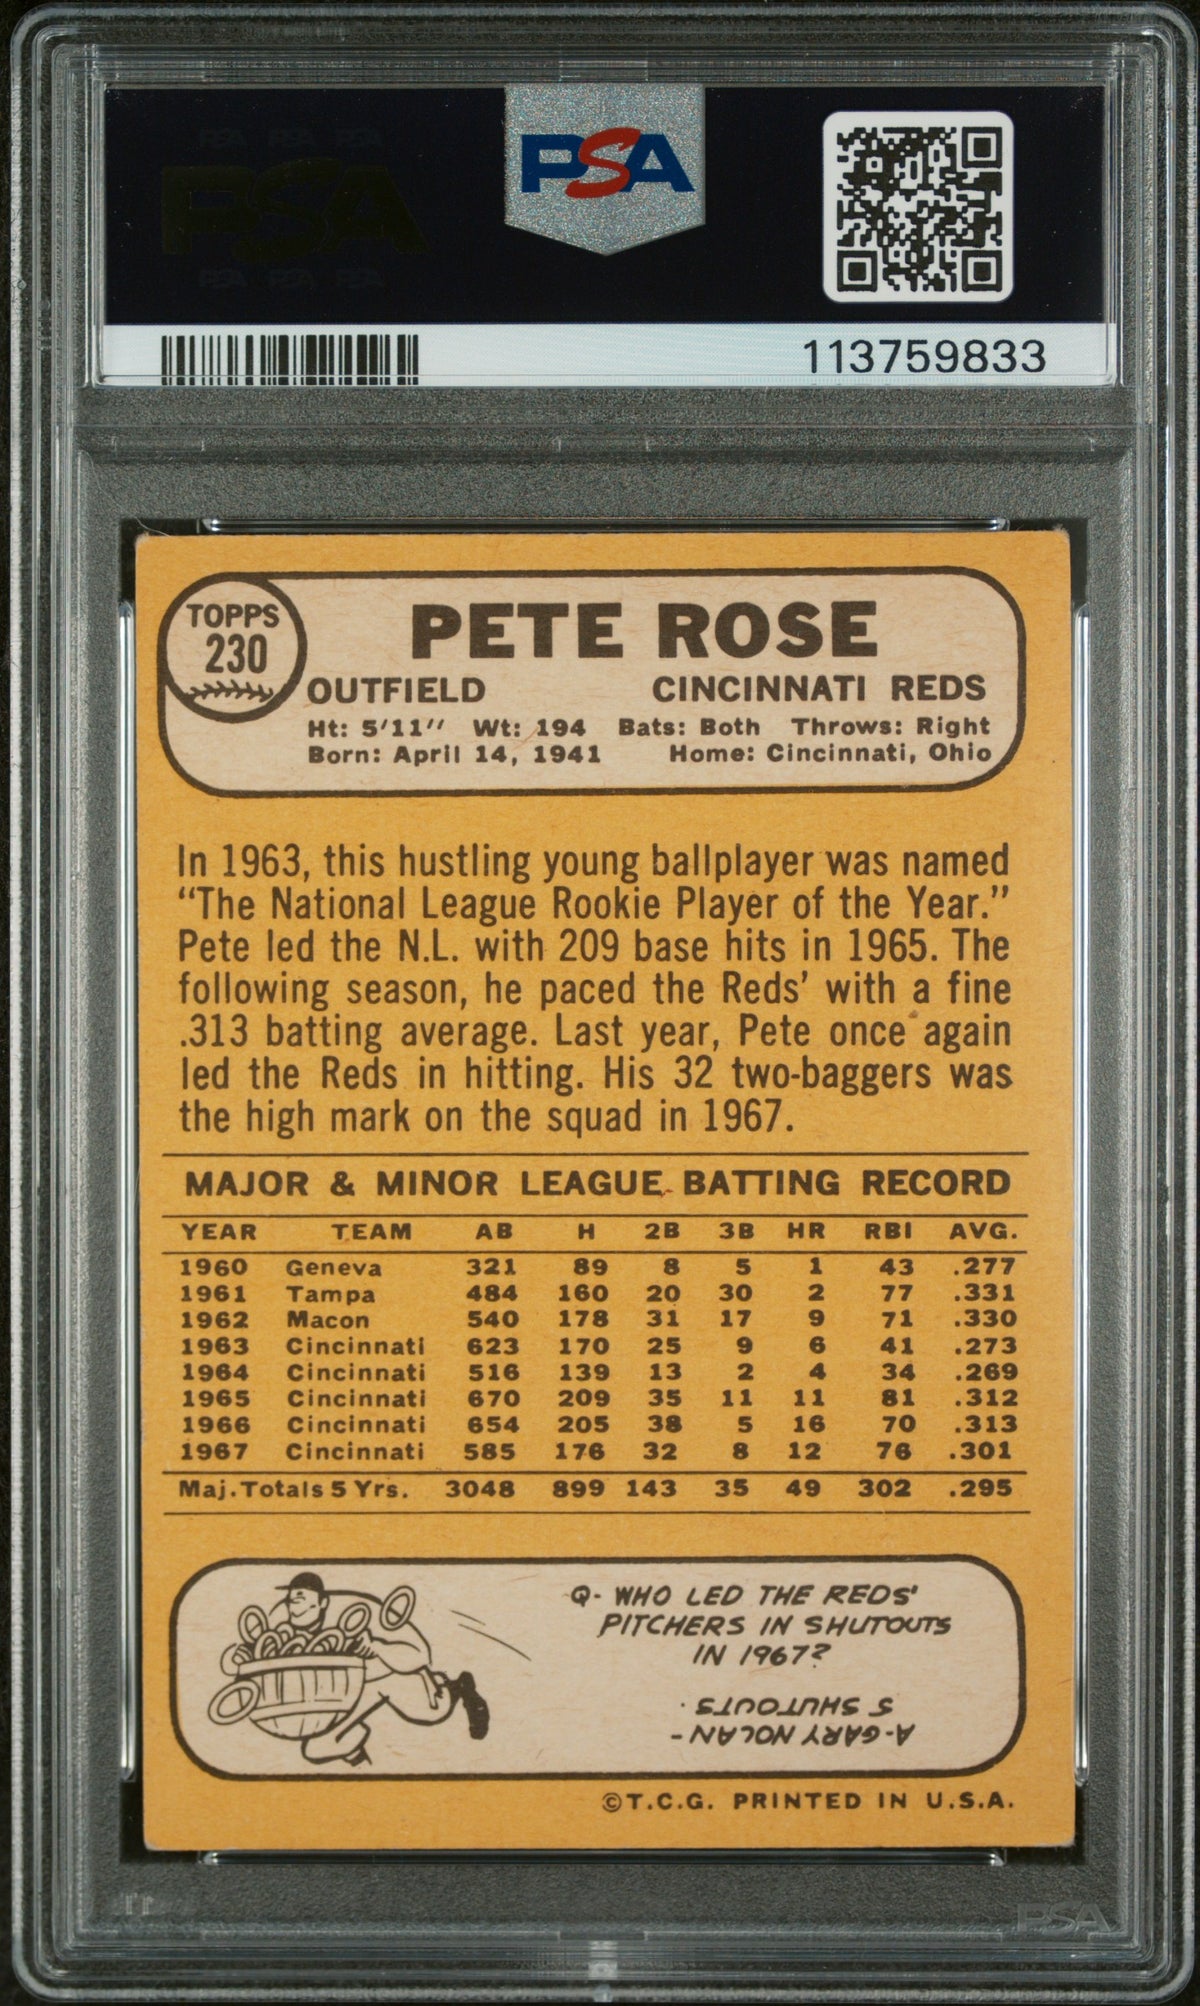 PSA PSA PSA
PSA
PSA PSA PSA
PSA
113759833
TOPPS
230
PETE ROSE
OUTFIELD CINCINNATI REDS
Ht: 5'11" Wt: 194 Bats: Both Throws: Right
Born: April 14, 1941 Home: Cincinnati, Ohio
In 1963, this hustling young ballplayer was named
“The National League Rookie Player of the Year.”
Pete led the N.L. with 209 base hits in 1965. The
following season, he paced the Reds’ with a fine
.313 batting average. Last year, Pete once again
led the Reds in hitting. His 32 two-baggers was
the high mark on the squad in 1967.
MAJOR & MINOR LEAGUE BATTING RECORD
YEAR TEAM AB H 2B 3B HR RBI AVG.
1960 Geneva 321 89 8 5 1 43 .277
1961 Tampa 484 160 20 30 2 77 .331
1962 Macon 540 178 31 17 9 71 .330
1963 Cincinnati 623 170 25 9 6 41 .273
1964 Cincinnati 516 139 13 2 4 34 .269
1965 Cincinnati 670 209 35 11 11 81 .312
1966 Cincinnati 654 205 38 5 16 70 .313
1967 Cincinnati 585 176 32 8 12 76 .301
Maj. Totals 5 Yrs. 3048 899 143 35 49 302 .295
Q- WHO LED THE REDS'
PITCHERS IN SHUTOUTS
IN 1967?
A-GARY NOLAN -
5 SHUTOUTS.
©T.C.G. PRINTED IN U.S.A.
PSA